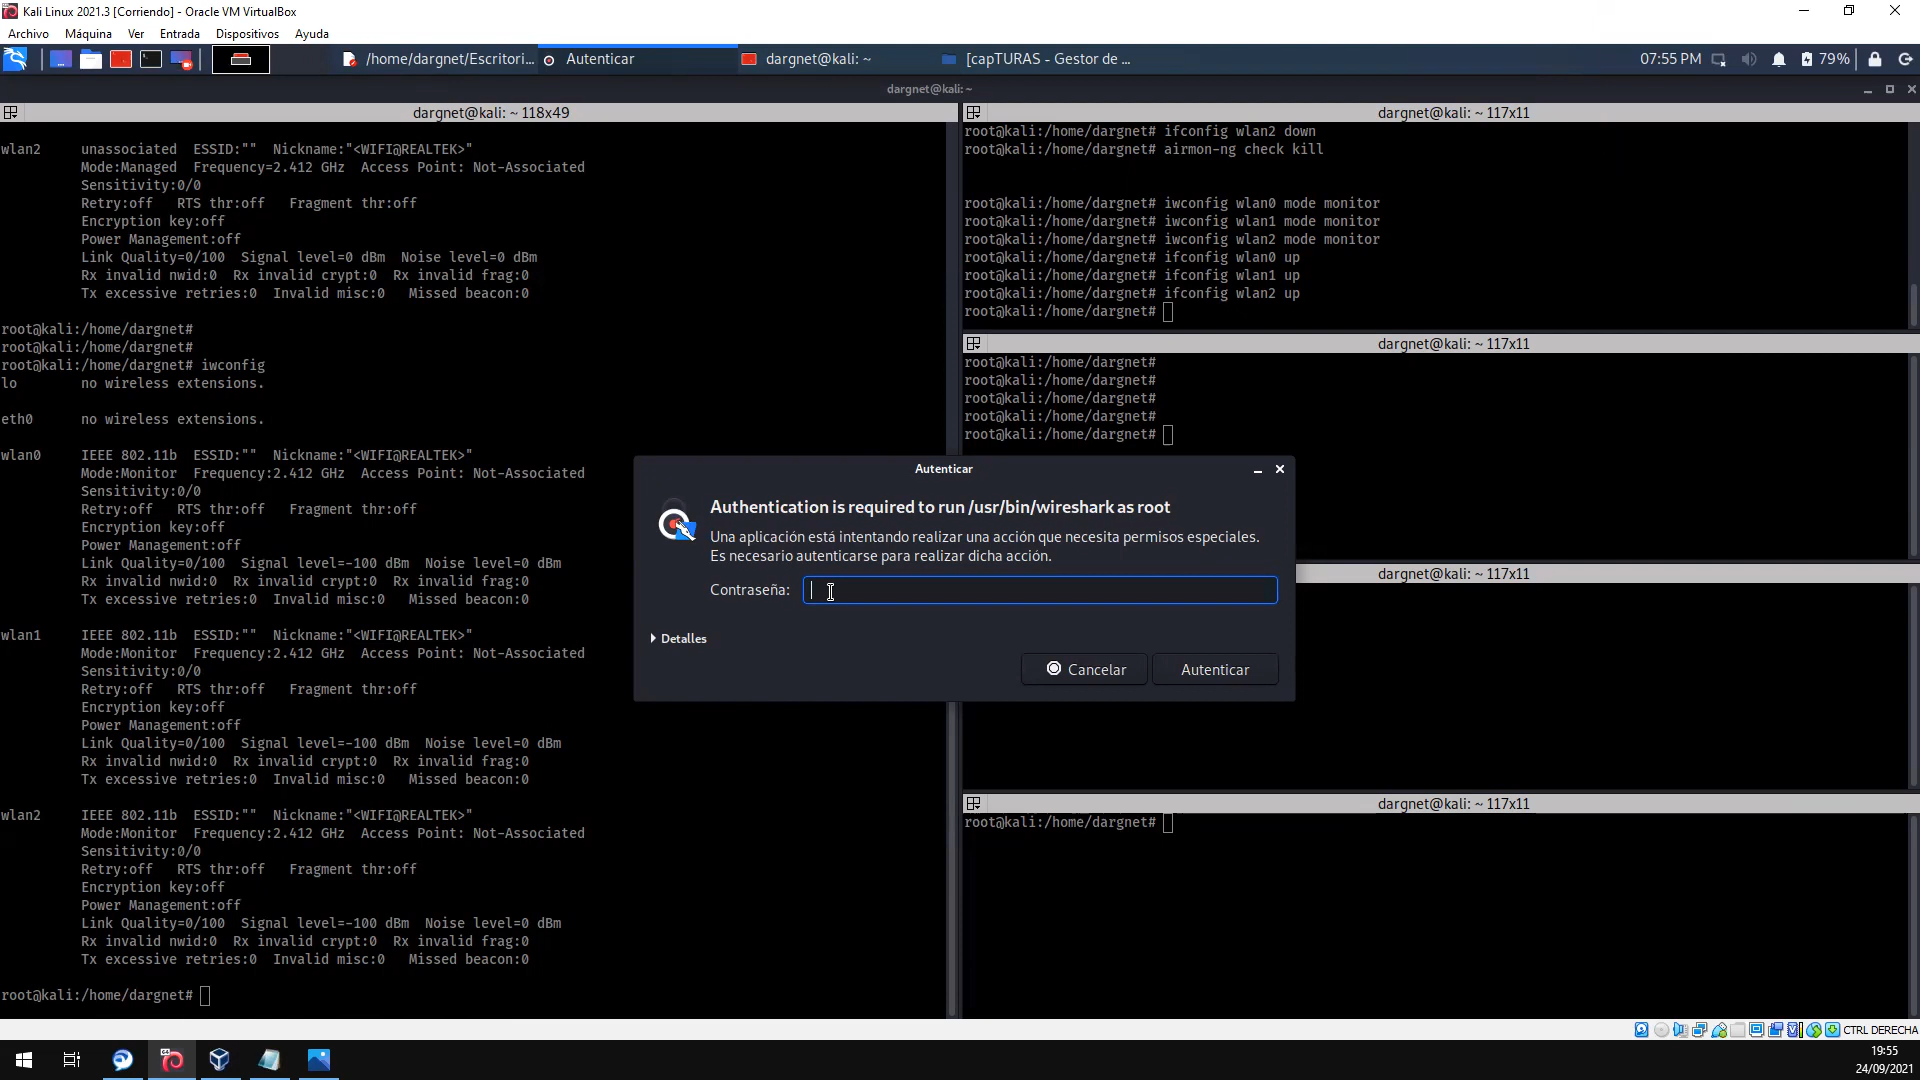 Kali Linux 2021.3 [Corriendo] - Oracle VM VirtualBox
Archivo Máquina Ver Entrada Dispositivos Ayuda
/home/dargnet/Escritori... Autenticar dargnet@kali: ~ [capTURAS - Gestor de ... 07:55 PM 79%
dargnet@kali: ~
dargnet@kali: ~ 118x49
wlan2 unassociated ESSID:"" Nickname:"<WIFI@REALTEK>"
Mode:Managed Frequency=2.412 GHz Access Point: Not-Associated
Sensitivity:0/0
Retry:off RTS thr:off Fragment thr:off
Encryption key:off
Power Management:off
Link Quality=0/100 Signal level=0 dBm Noise level=0 dBm
Rx invalid nwid:0 Rx invalid crypt:0 Rx invalid frag:0
Tx excessive retries:0 Invalid misc:0 Missed beacon:0
root@kali:/home/dargnet#
root@kali:/home/dargnet#
root@kali:/home/dargnet# iwconfig
lo no wireless extensions.
eth0 no wireless extensions.
wlan0 IEEE 802.11b ESSID:"" Nickname:"<WIFI@REALTEK>"
Mode:Monitor Frequency:2.412 GHz Access Point: Not-Associated
Sensitivity:0/0
Retry:off RTS thr:off Fragment thr:off
Encryption key:off
Power Management:off
Link Quality=0/100 Signal level=-100 dBm Noise level=0 dBm
Rx invalid nwid:0 Rx invalid crypt:0 Rx invalid frag:0
Tx excessive retries:0 Invalid misc:0 Missed beacon:0
wlan1 IEEE 802.11b ESSID:"" Nickname:"<WIFI@REALTEK>"
Mode:Monitor Frequency:2.412 GHz Access Point: Not-Associated
Sensitivity:0/0
Retry:off RTS thr:off Fragment thr:off
Encryption key:off
Power Management:off
Link Quality=0/100 Signal level=-100 dBm Noise level=0 dBm
Rx invalid nwid:0 Rx invalid crypt:0 Rx invalid frag:0
Tx excessive retries:0 Invalid misc:0 Missed beacon:0
wlan2 IEEE 802.11b ESSID:"" Nickname:"<WIFI@REALTEK>"
Mode:Monitor Frequency:2.412 GHz Access Point: Not-Associated
Sensitivity:0/0
Retry:off RTS thr:off Fragment thr:off
Encryption key:off
Power Management:off
Link Quality=0/100 Signal level=-100 dBm Noise level=0 dBm
Rx invalid nwid:0 Rx invalid crypt:0 Rx invalid frag:0
Tx excessive retries:0 Invalid misc:0 Missed beacon:0
root@kali:/home/dargnet#
dargnet@kali: ~ 117x11
root@kali:/home/dargnet# ifconfig wlan2 down
root@kali:/home/dargnet# airmon-ng check kill
root@kali:/home/dargnet# iwconfig wlan0 mode monitor
root@kali:/home/dargnet# iwconfig wlan1 mode monitor
root@kali:/home/dargnet# iwconfig wlan2 mode monitor
root@kali:/home/dargnet# ifconfig wlan0 up
root@kali:/home/dargnet# ifconfig wlan1 up
root@kali:/home/dargnet# ifconfig wlan2 up
root@kali:/home/dargnet#
dargnet@kali: ~ 117x11
root@kali:/home/dargnet#
root@kali:/home/dargnet#
root@kali:/home/dargnet#
root@kali:/home/dargnet#
root@kali:/home/dargnet#
Autenticar
Authentication is required to run /usr/bin/wireshark as root
Una aplicación está intentando realizar una acción que necesita permisos especiales.
Es necesario autenticarse para realizar dicha acción.
Contraseña:
Detalles
Cancelar Autenticar
dargnet@kali: ~ 117x11
dargnet@kali: ~ 117x11
root@kali:/home/dargnet#
CTRL DERECHA
19:55
24/09/2021